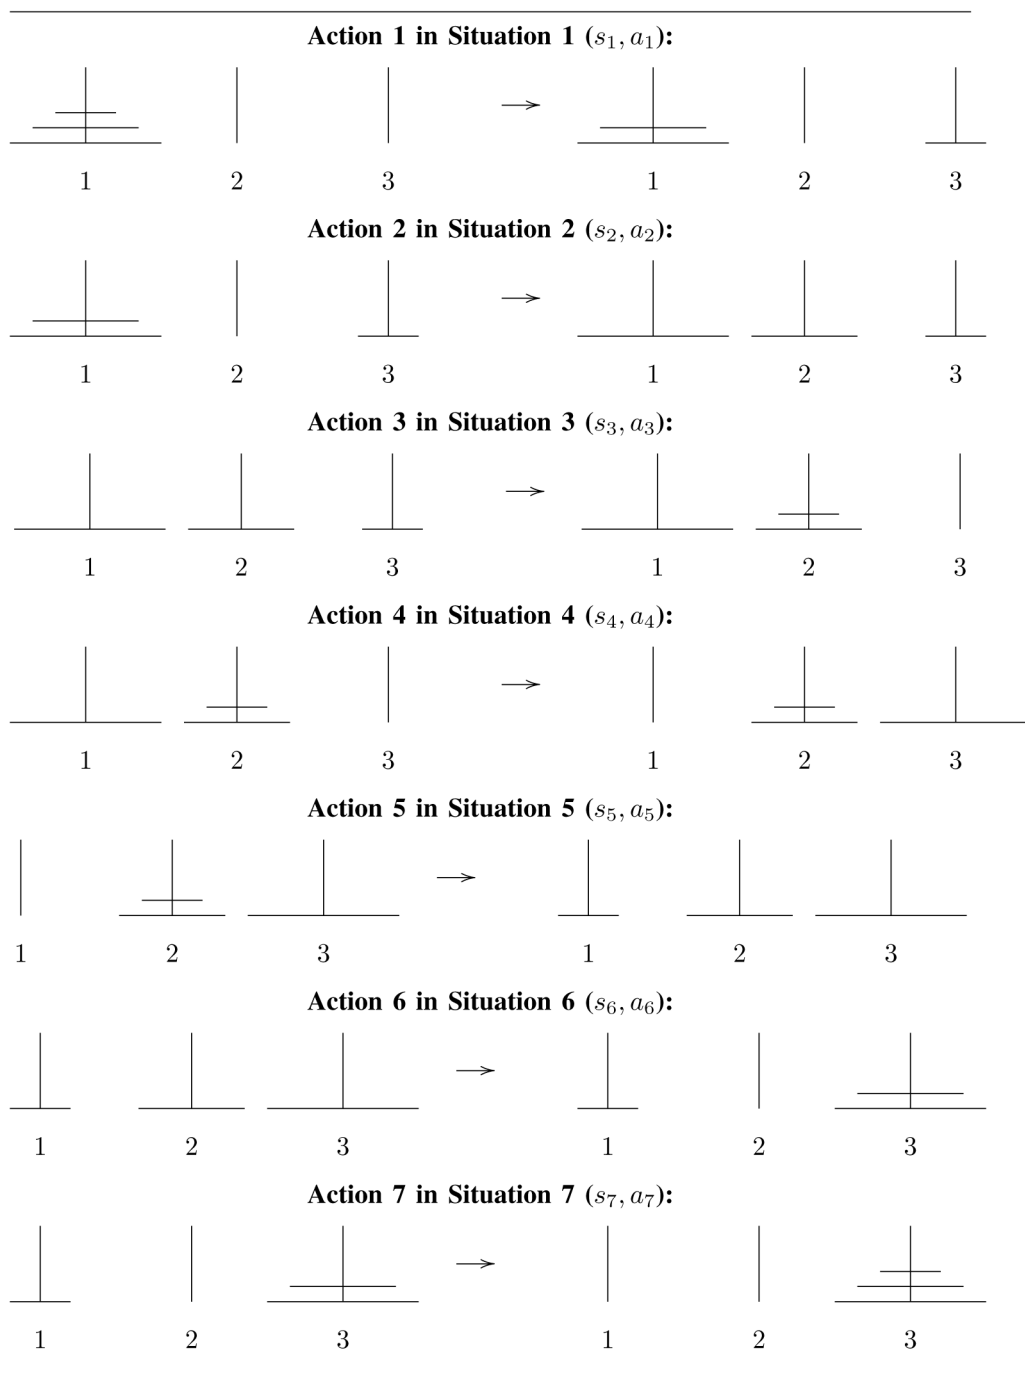 Action 1 in Situation 1 (s₁, a₁):
1 2 3 1 2 3
Action 2 in Situation 2 (s₂, a₂):
1 2 3 1 2 3
Action 3 in Situation 3 (s₃, a₃):
1 2 3 1 2 3
Action 4 in Situation 4 (s₄, a₄):
1 2 3 1 2 3
Action 5 in Situation 5 (s₅, a₅):
1 2 3 1 2 3
Action 6 in Situation 6 (s₆, a₆):
1 2 3 1 2 3
Action 7 in Situation 7 (s₇, a₇):
1 2 3 1 2 3